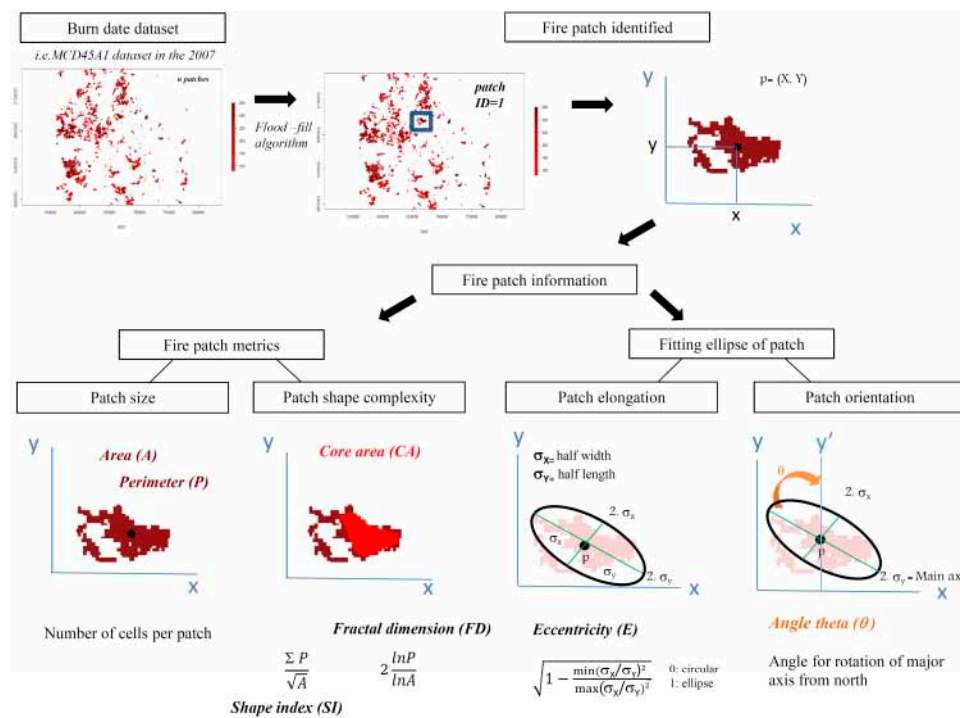 Burn date dataset
Fire patch identified
i.e.MCD45A1 dataset in the 2007
n patches
Flood –fill
algorithm
patch
ID=1
p= (X. Y)
y
y
x
x
Fire patch information
Fire patch metrics
Fitting ellipse of patch
Patch size
Patch shape complexity
Patch elongation
Patch orientation
y
Area (A)
Perimeter (P)
x
Number of cells per patch
y
Core area (CA)
x
Fractal dimension (FD)
Σ P
√A
2 lnP
lnA
Shape index (SI)
y
σX= half width
σY= half length
2. σx
σx
p
σy
2. σy
x
Eccentricity (E)
√1 − min(σX/σY)²
max(σX/σY)²
0: circular
1: ellipse
y
y’
θ
2. σx
p
2. σy = Main ax
x
Angle theta (θ)
Angle for rotation of major
axis from north